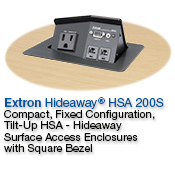 Extron Hideaway® HSA 200S
Compact, Fixed Configuration,
Tilt-Up HSA - Hideaway
Surface Access Enclosures
with Square Bezel